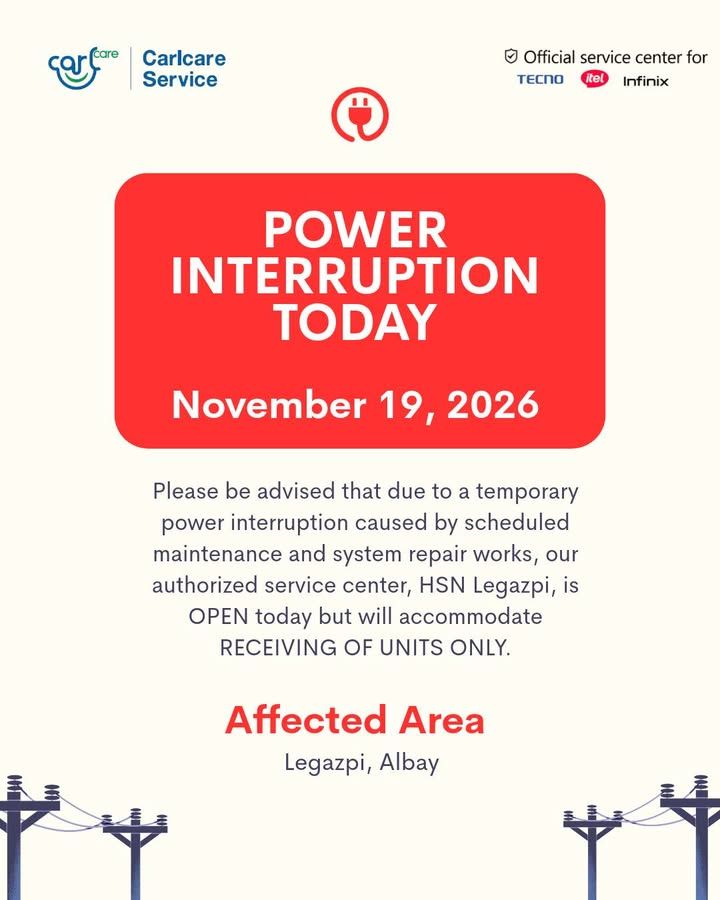 carlcare
Carlcare
Service
Official service center for
TECNO itel Infinix
POWER
INTERRUPTION
TODAY
November 19, 2026
Please be advised that due to a temporary
power interruption caused by scheduled
maintenance and system repair works, our
authorized service center, HSN Legazpi, is
OPEN today but will accommodate
RECEIVING OF UNITS ONLY.
Affected Area
Legazpi, Albay